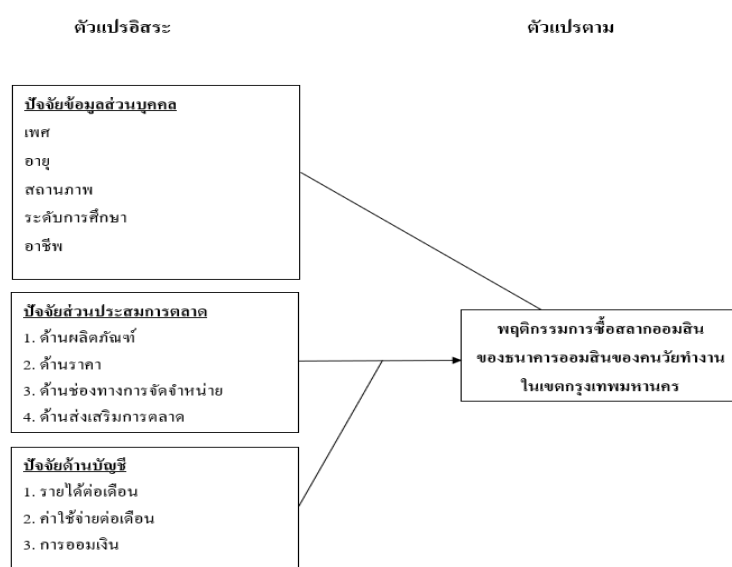 ตัวแปรอิสระ
ตัวแปรตาม
ปัจจัยข้อมูลส่วนบุคคล
เพศ
อายุ
สถานภาพ
ระดับการศึกษา
อาชีพ
ปัจจัยส่วนประสมการตลาด
1. ด้านผลิตภัณฑ์
2. ด้านราคา
3. ด้านช่องทางการจัดจำหน่าย
4. ด้านส่งเสริมการตลาด
ปัจจัยด้านบัญชี
1. รายได้ต่อเดือน
2. ค่าใช้จ่ายต่อเดือน
3. การออมเงิน
พฤติกรรมการซื้อสลากออมสิน
ของธนาคารออมสินของคนวัยทำงาน
ในเขตกรุงเทพมหานคร